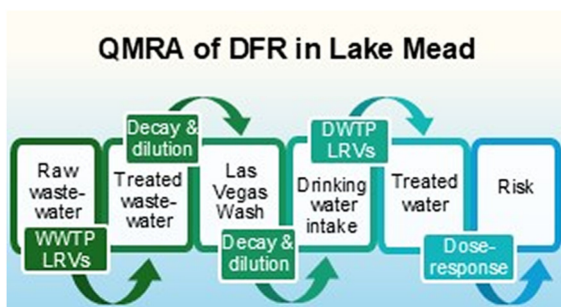 QMRA of DFR in Lake Mead
Decay &
dilution
DWTP
LRVs
Raw
waste-
water
Treated
waste-
water
Las
Vegas
Wash
Drinking
water
intake
Treated
water
Risk
WWTP
LRVs
Decay &
dilution
Dose-
response